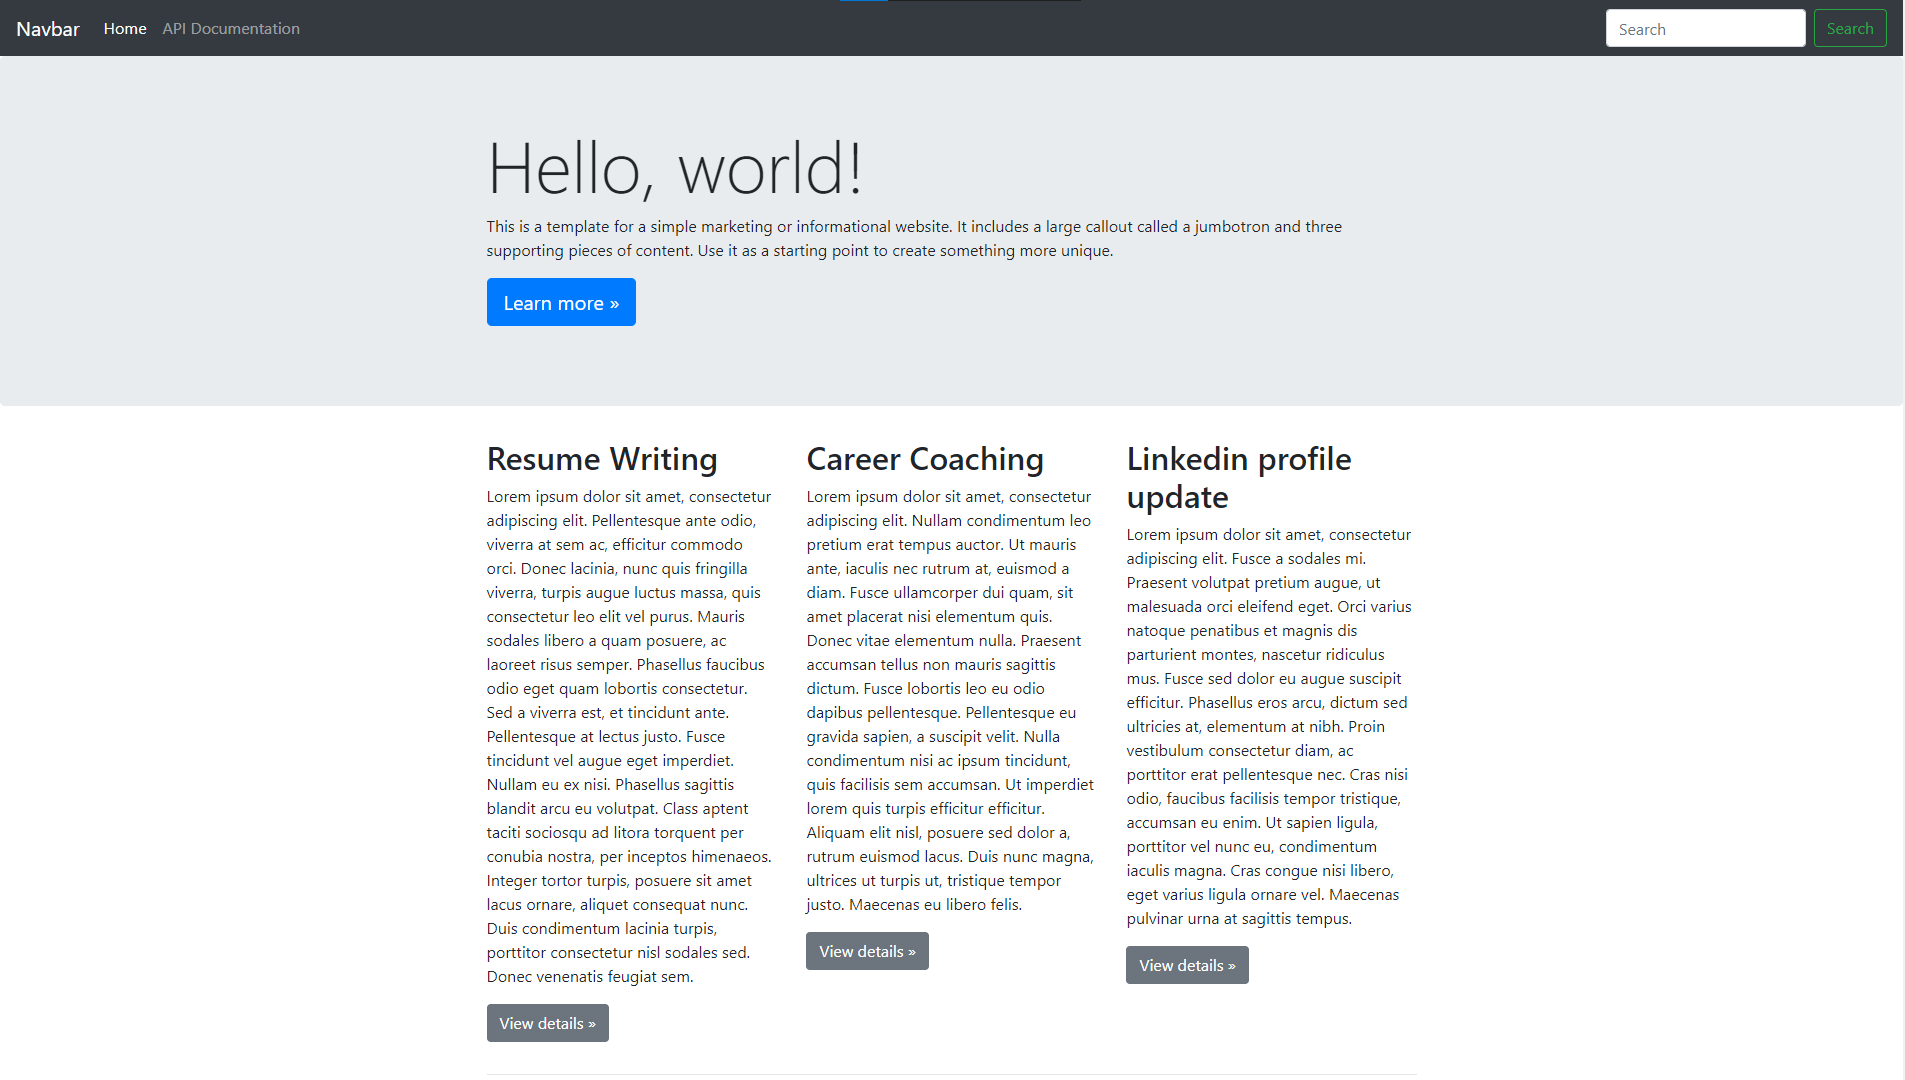 Navbar Home API Documentation Search Search
Hello, world!
This is a template for a simple marketing or informational website. It includes a large callout called a jumbotron and three
supporting pieces of content. Use it as a starting point to create something more unique.
Learn more »
Resume Writing
Lorem ipsum dolor sit amet, consectetur
adipiscing elit. Pellentesque ante odio,
viverra at sem ac, efficitur commodo
orci. Donec lacinia, nunc quis fringilla
viverra, turpis augue luctus massa, quis
consectetur leo elit vel purus. Mauris
sodales libero a quam posuere, ac
laoreet risus semper. Phasellus faucibus
odio eget quam lobortis consectetur.
Sed a viverra est, et tincidunt ante.
Pellentesque at lectus justo. Fusce
tincidunt vel augue eget imperdiet.
Nullam eu ex nisi. Phasellus sagittis
blandit arcu eu volutpat. Class aptent
taciti sociosqu ad litora torquent per
conubia nostra, per inceptos himenaeos.
Integer tortor turpis, posuere sit amet
lacus ornare, aliquet consequat nunc.
Duis condimentum lacinia turpis,
porttitor consectetur nisl sodales sed.
Donec venenatis feugiat sem.
View details »
Career Coaching
Lorem ipsum dolor sit amet, consectetur
adipiscing elit. Nullam condimentum leo
pretium erat tempus auctor. Ut mauris
ante, iaculis nec rutrum at, euismod a
diam. Fusce ullamcorper dui quam, sit
amet placerat nisi elementum quis.
Donec vitae elementum nulla. Praesent
accumsan tellus non mauris sagittis
dictum. Fusce lobortis leo eu odio
dapibus pellentesque. Pellentesque eu
gravida sapien, a suscipit velit. Nulla
condimentum nisi ac ipsum tincidunt,
quis facilisis sem accumsan. Ut imperdiet
lorem quis turpis efficitur efficitur.
Aliquam elit nisl, posuere sed dolor a,
rutrum euismod lacus. Duis nunc magna,
ultrices ut turpis ut, tristique tempor
justo. Maecenas eu libero felis.
View details »
Linkedin profile
update
Lorem ipsum dolor sit amet, consectetur
adipiscing elit. Fusce a sodales mi.
Praesent volutpat pretium augue, ut
malesuada orci eleifend eget. Orci varius
natoque penatibus et magnis dis
parturient montes, nascetur ridiculus
mus. Fusce sed dolor eu augue suscipit
efficitur. Phasellus eros arcu, dictum sed
ultricies at, elementum at nibh. Proin
vestibulum consectetur diam, ac
porttitor erat pellentesque nec. Cras nisi
odio, faucibus facilisis tempor tristique,
accumsan eu enim. Ut sapien ligula,
porttitor vel nunc eu, condimentum
iaculis magna. Cras congue nisi libero,
eget varius ligula ornare vel. Maecenas
pulvinar urna at sagittis tempus.
View details »